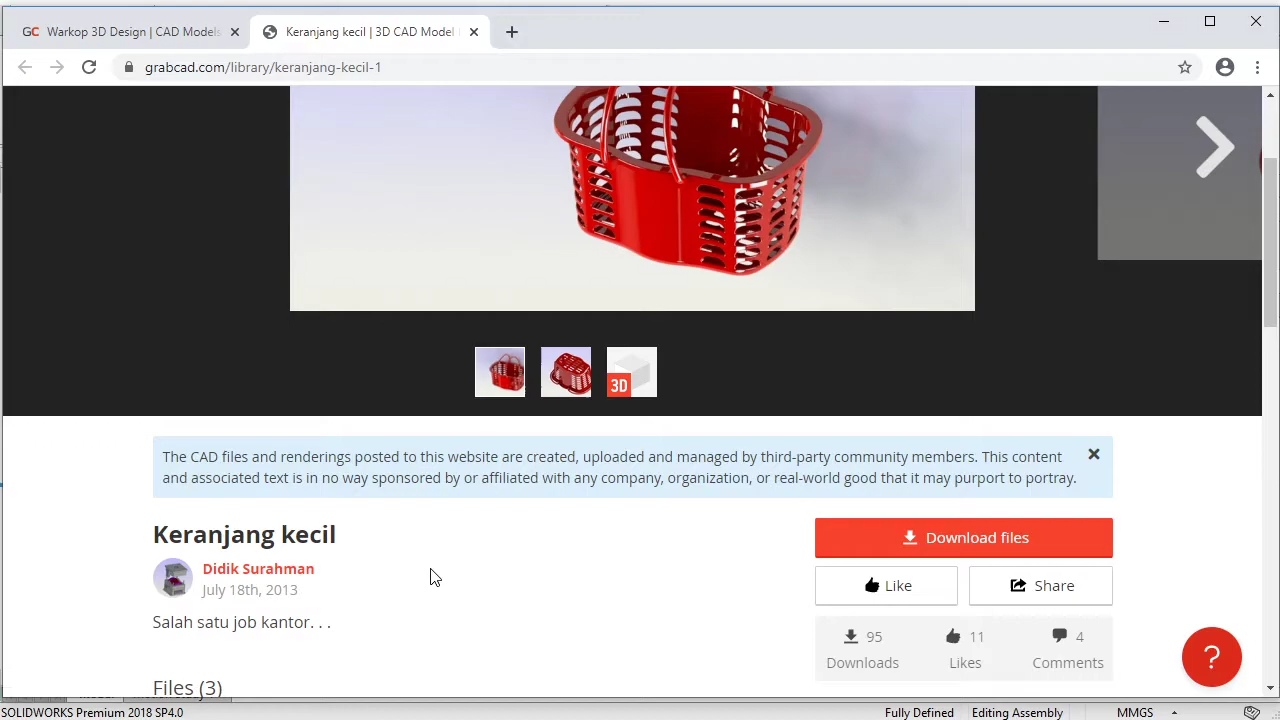 GC Warkop 3D Design | CAD Models
Keranjang kecil | 3D CAD Model
grabcad.com/library/keranjang-kecil-1
3D
The CAD files and renderings posted to this website are created, uploaded and managed by third-party community members. This content
and associated text is in no way sponsored by or affiliated with any company, organization, or real-world good that it may purport to portray.
Keranjang kecil
Download files
Didik Surahman
July 18th, 2013
Like
Share
Salah satu job kantor. . .
95
11
4
Downloads
Likes
Comments
?
Files (3)
SOLIDWORKS Premium 2018 SP4.0
Fully Defined
Editing Assembly
MMGS